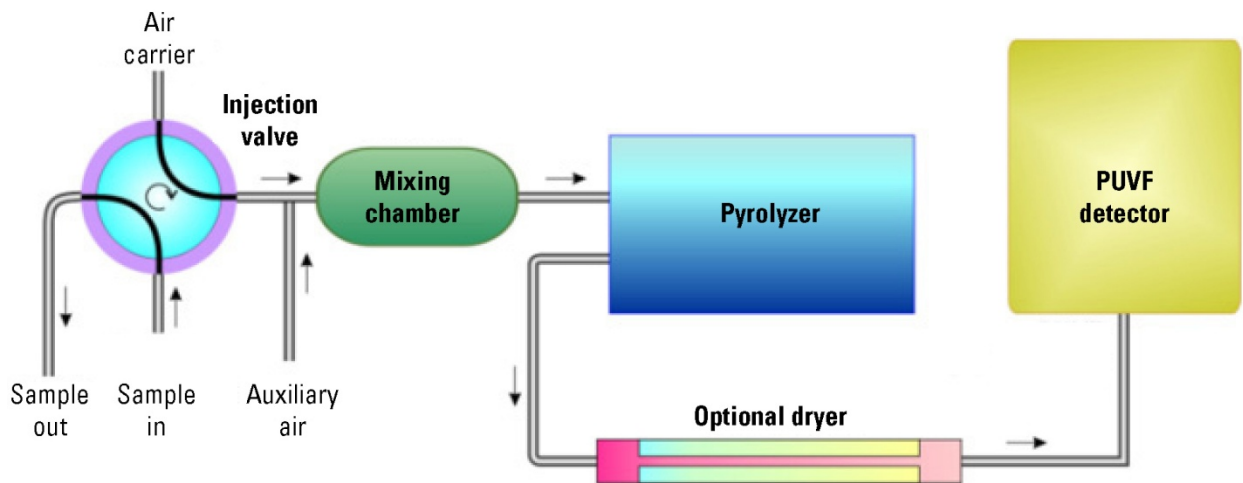 Air
carrier
Injection
valve
Mixing
chamber
Pyrolyzer
PUVF
detector
Sample
out
Sample
in
Auxiliary
air
Optional dryer